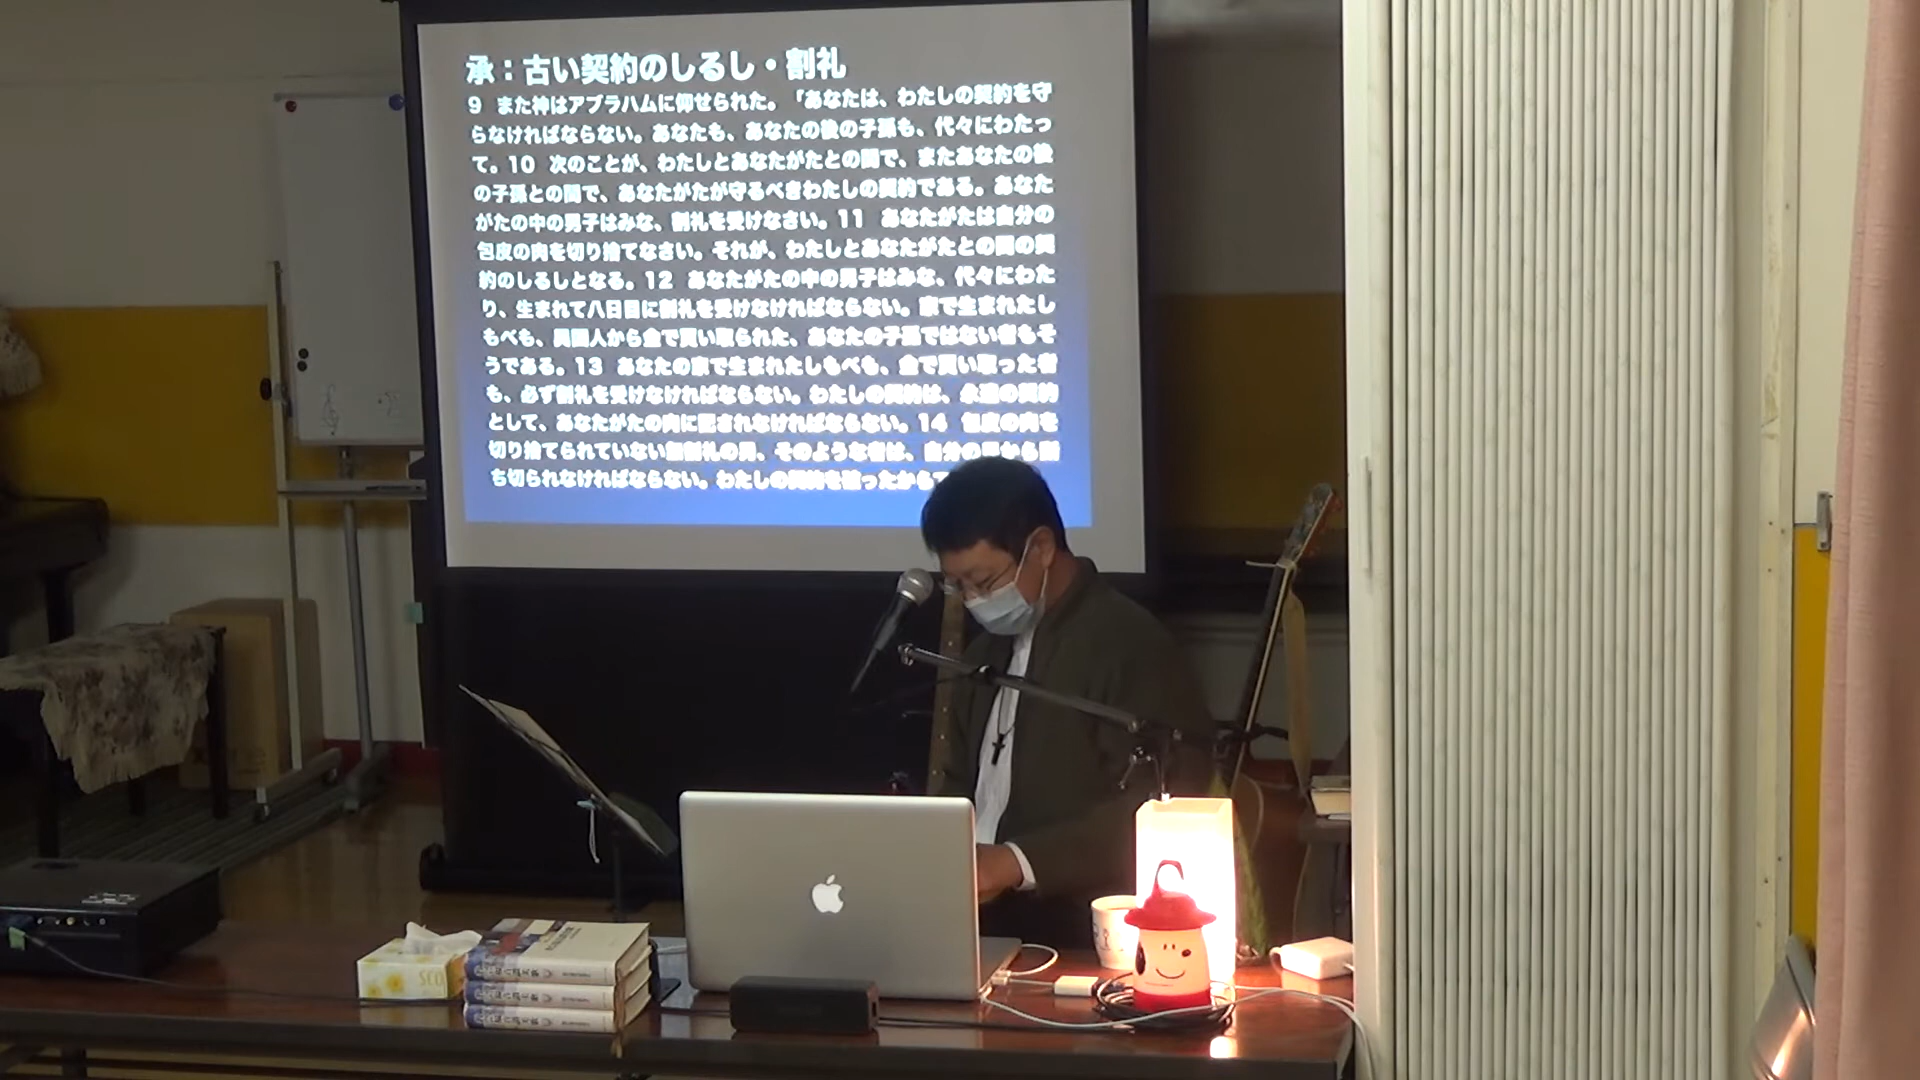 承：古い契約のしるし・割礼
9 また神はアブラハムに仰せられた。「あなたは、わたしの契約を守
らなければならない。あなたも、あなたの後の子孫も、代々にわたっ
て。10 次のことが、わたしとあなたがたとの間で、またあなたの後
の子孫との間で、あなたがたが守るべきわたしの契約である。あなた
がたの中の男子はみな、割礼を受けなさい。11 あなたがたは自分の
包皮の肉を切り捨てなさい。それが、わたしとあなたがたとの間の契
約のしるしとなる。12 あなたがたの中の男子はみな、代々にわた
り、生まれて八日目に割礼を受けなければならない。家で生まれたし
もべも、異国人から金で買い取られた、あなたの子孫ではない者もそ
うである。13 あなたの家で生まれたしもべも、金で買い取った者
も、必ず割礼を受けなければならない。わたしの契約は、永遠の契約
として、あなたがたの肉に記されなければならない。14 包皮の肉を
切り捨てられていない無割礼の男、そのような者は、自分の民から断
ち切られなければならない。わたしの契約を破ったから